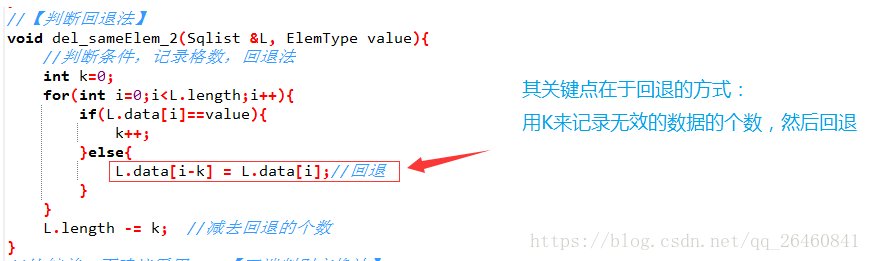 //【判断回退法】
void del_sameElem_2(Sqlist &L, ElemType value){
//判断条件，记录格数，回退法
int k=0;
for(int i=0;i<L.length;i++){
if(L.data[i]==value){
k++;
}else{
L.data[i-k] = L.data[i];//回退
}
}
L.length -= k; //减去回退的个数
}
其关键点在于回退的方式：
用K来记录无效的数据的个数，然后回退
https://blog.csdn.net/qq_26460841